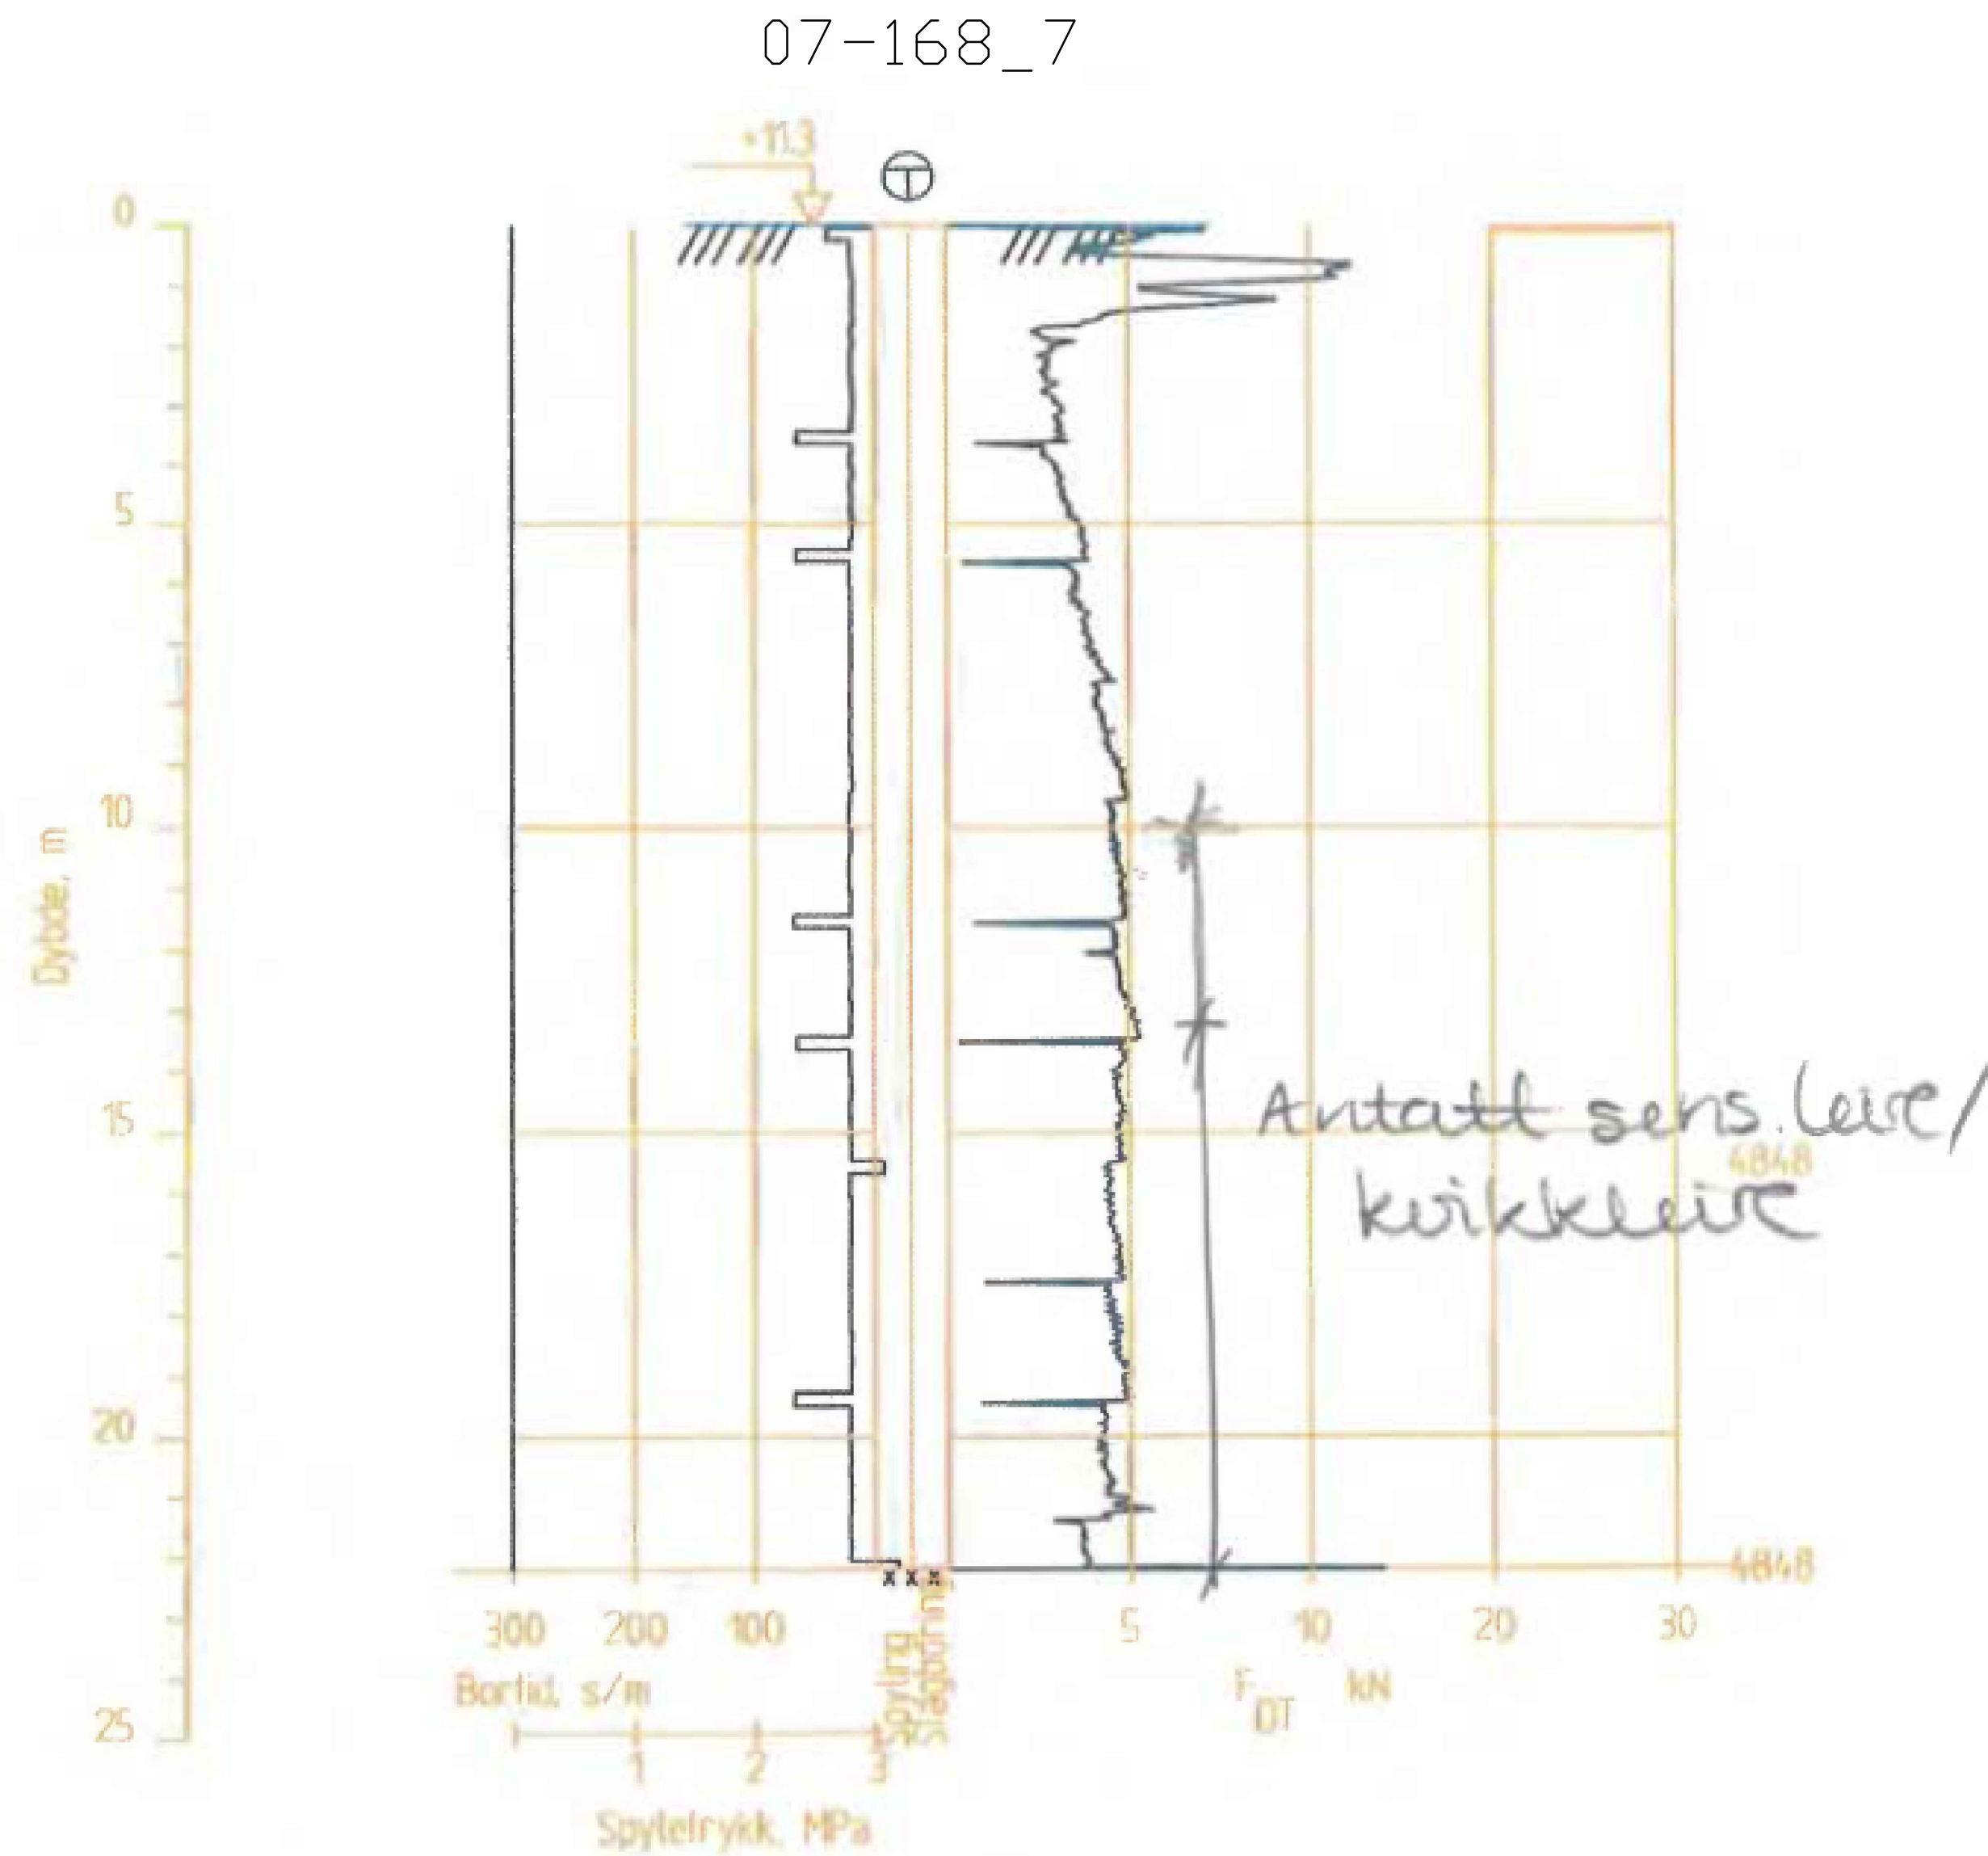 07-168_7
+11.3
T
0
5
10
15
20
25
Dybde, m
Antatt sens. leire/
4848
kvikkleire
4848
x x x
300 200 100
5 10 20 30
Bortid, s/m
Spyling
Slagboring
F DT kN
1 2 3
Spyletrykk, MPa